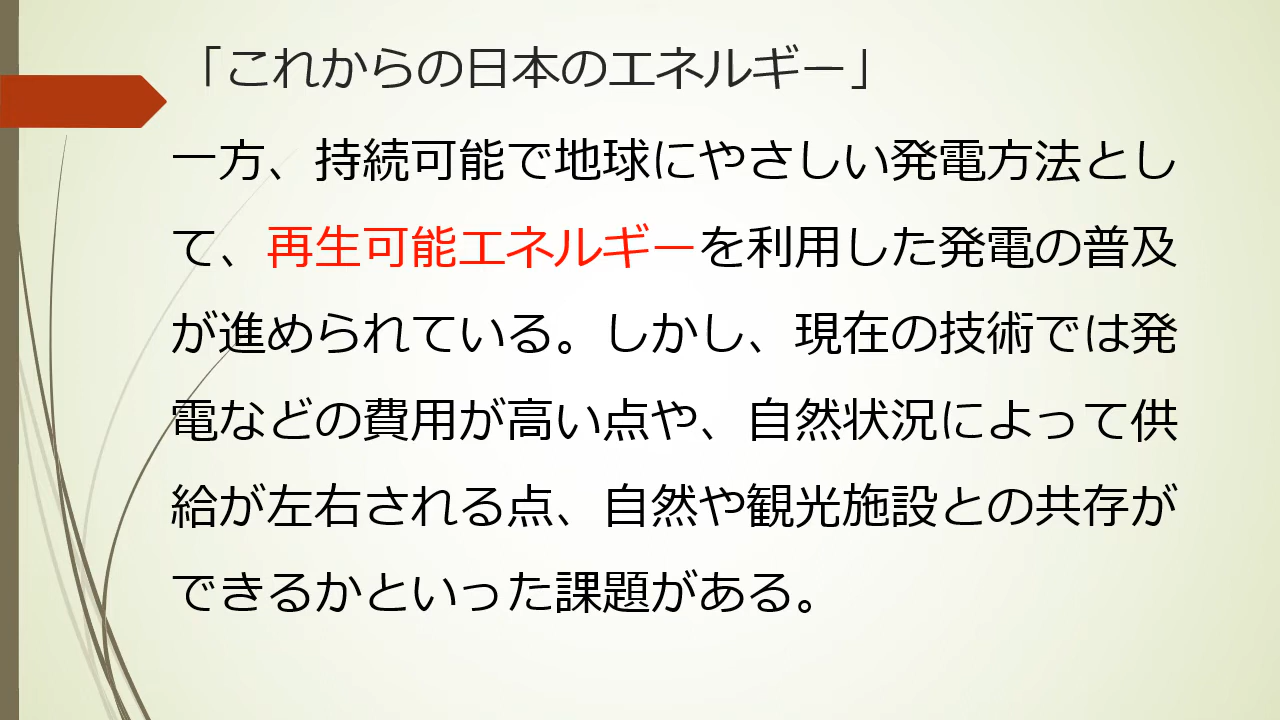 「これからの日本のエネルギー」
一方、持続可能で地球にやさしい発電方法とし
て、再生可能エネルギーを利用した発電の普及
が進められている。しかし、現在の技術では発
電などの費用が高い点や、自然状況によって供
給が左右される点、自然や観光施設との共存が
できるかといった課題がある。